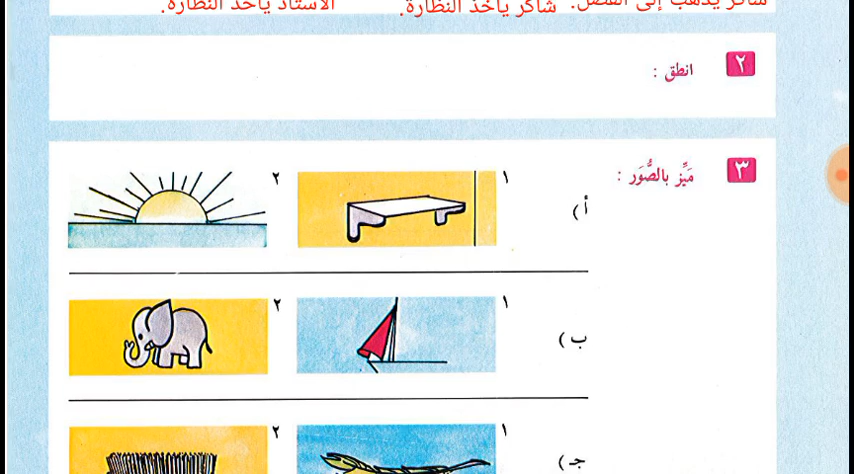 شاكر يذهب إلى الفصل. شاكر يأخذ النظارة. الأستاذ يأخذ النظارة.
٢ انطق :
٣ مَيِّز بالصُّوَر :
أ) ١ ٢
ب) ١ ٢
جـ) ١ ٢